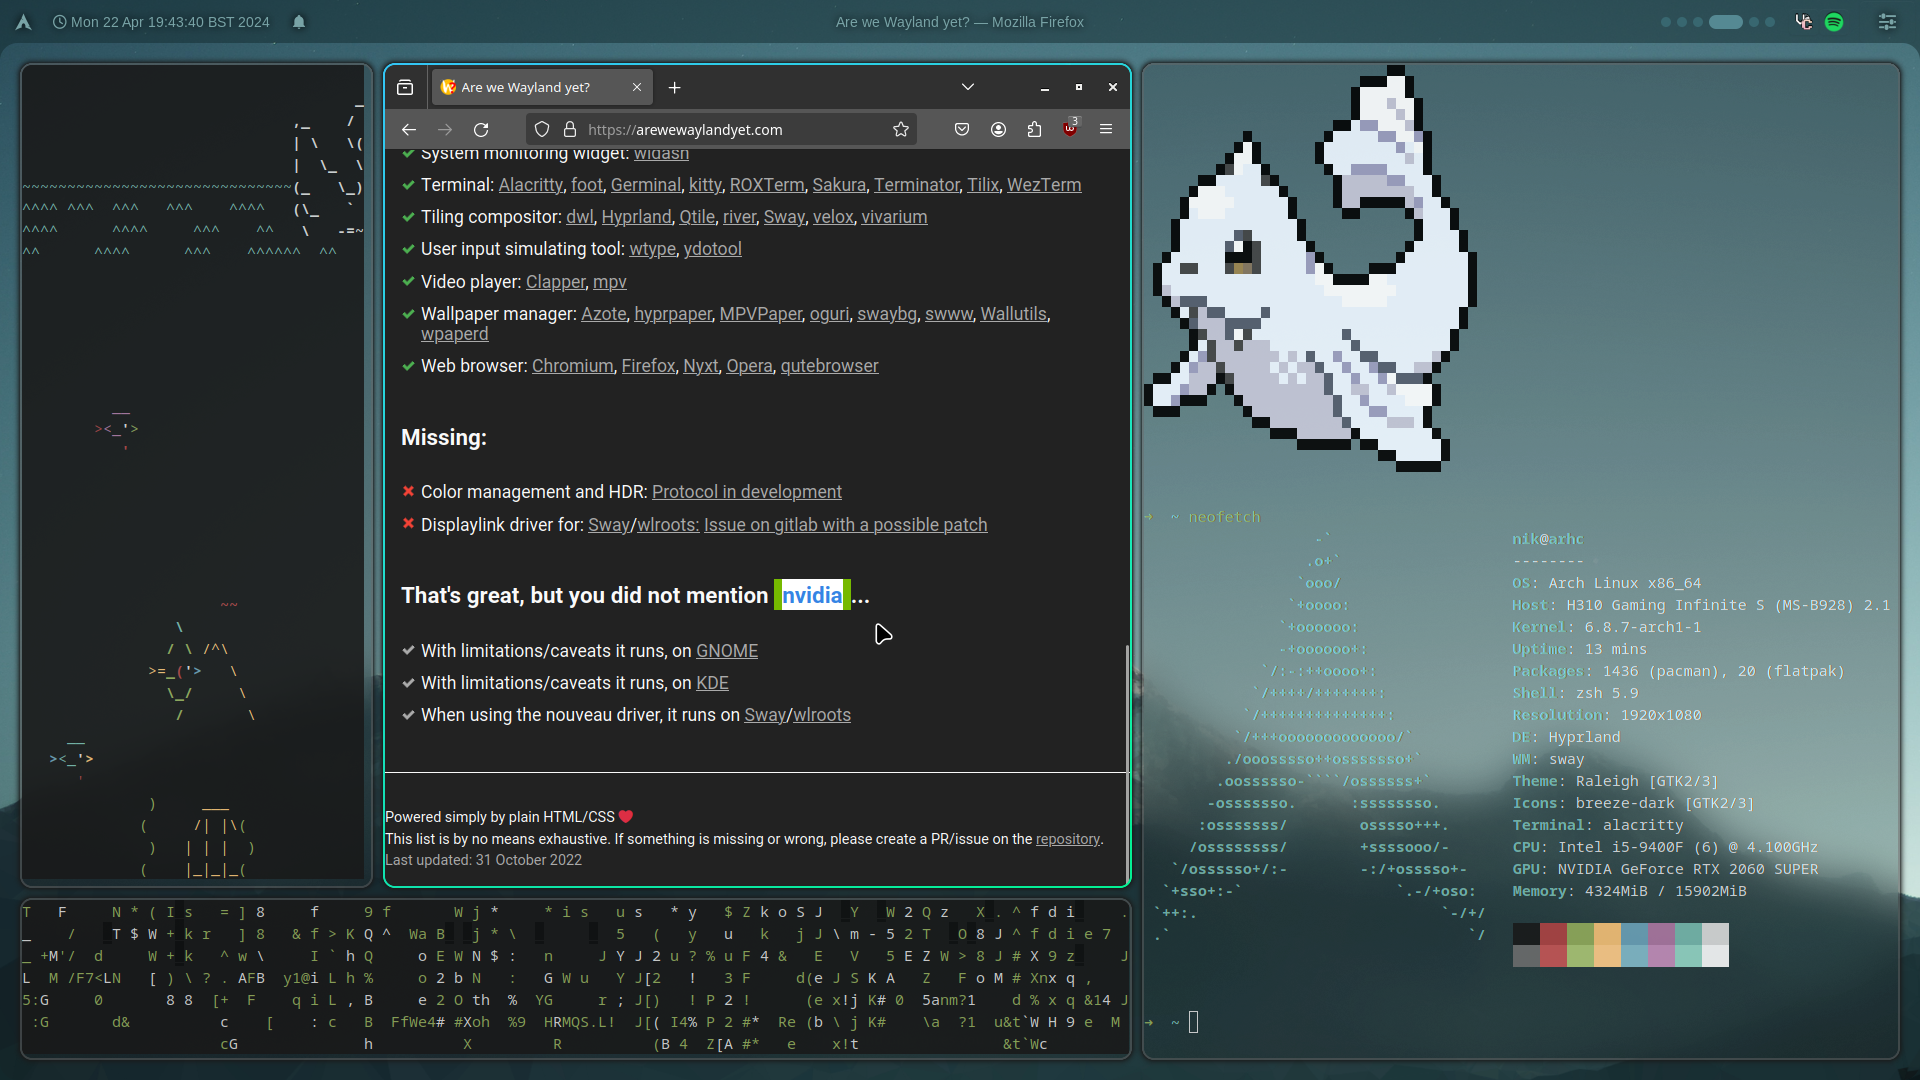 Mon 22 Apr 19:43:40 BST 2024
Are we Wayland yet? — Mozilla Firefox
Are we Wayland yet?
https://arewewaylandyet.com
3
System monitoring widget: widash
Terminal: Alacritty, foot, Germinal, kitty, ROXTerm, Sakura, Terminator, Tilix, WezTerm
Tiling compositor: dwl, Hyprland, Qtile, river, Sway, velox, vivarium
User input simulating tool: wtype, ydotool
Video player: Clapper, mpv
Wallpaper manager: Azote, hyprpaper, MPVPaper, oguri, swaybg, swww, Wallutils,
wpaperd
Web browser: Chromium, Firefox, Nyxt, Opera, qutebrowser
Missing:
Color management and HDR: Protocol in development
Displaylink driver for: Sway/wlroots: Issue on gitlab with a possible patch
That's great, but you did not mention nvidia...
With limitations/caveats it runs, on GNOME
With limitations/caveats it runs, on KDE
When using the nouveau driver, it runs on Sway/wlroots
Powered simply by plain HTML/CSS ❤
This list is by no means exhaustive. If something is missing or wrong, please create a PR/issue on the repository.
Last updated: 31 October 2022
→ ~ neofetch
nik@arhc
--------
OS: Arch Linux x86_64
Host: H310 Gaming Infinite S (MS-B928) 2.1
Kernel: 6.8.7-arch1-1
Uptime: 13 mins
Packages: 1436 (pacman), 20 (flatpak)
Shell: zsh 5.9
Resolution: 1920x1080
DE: Hyprland
WM: sway
Theme: Raleigh [GTK2/3]
Icons: breeze-dark [GTK2/3]
Terminal: alacritty
CPU: Intel i5-9400F (6) @ 4.100GHz
GPU: NVIDIA GeForce RTX 2060 SUPER
Memory: 4324MiB / 15902MiB
→ ~